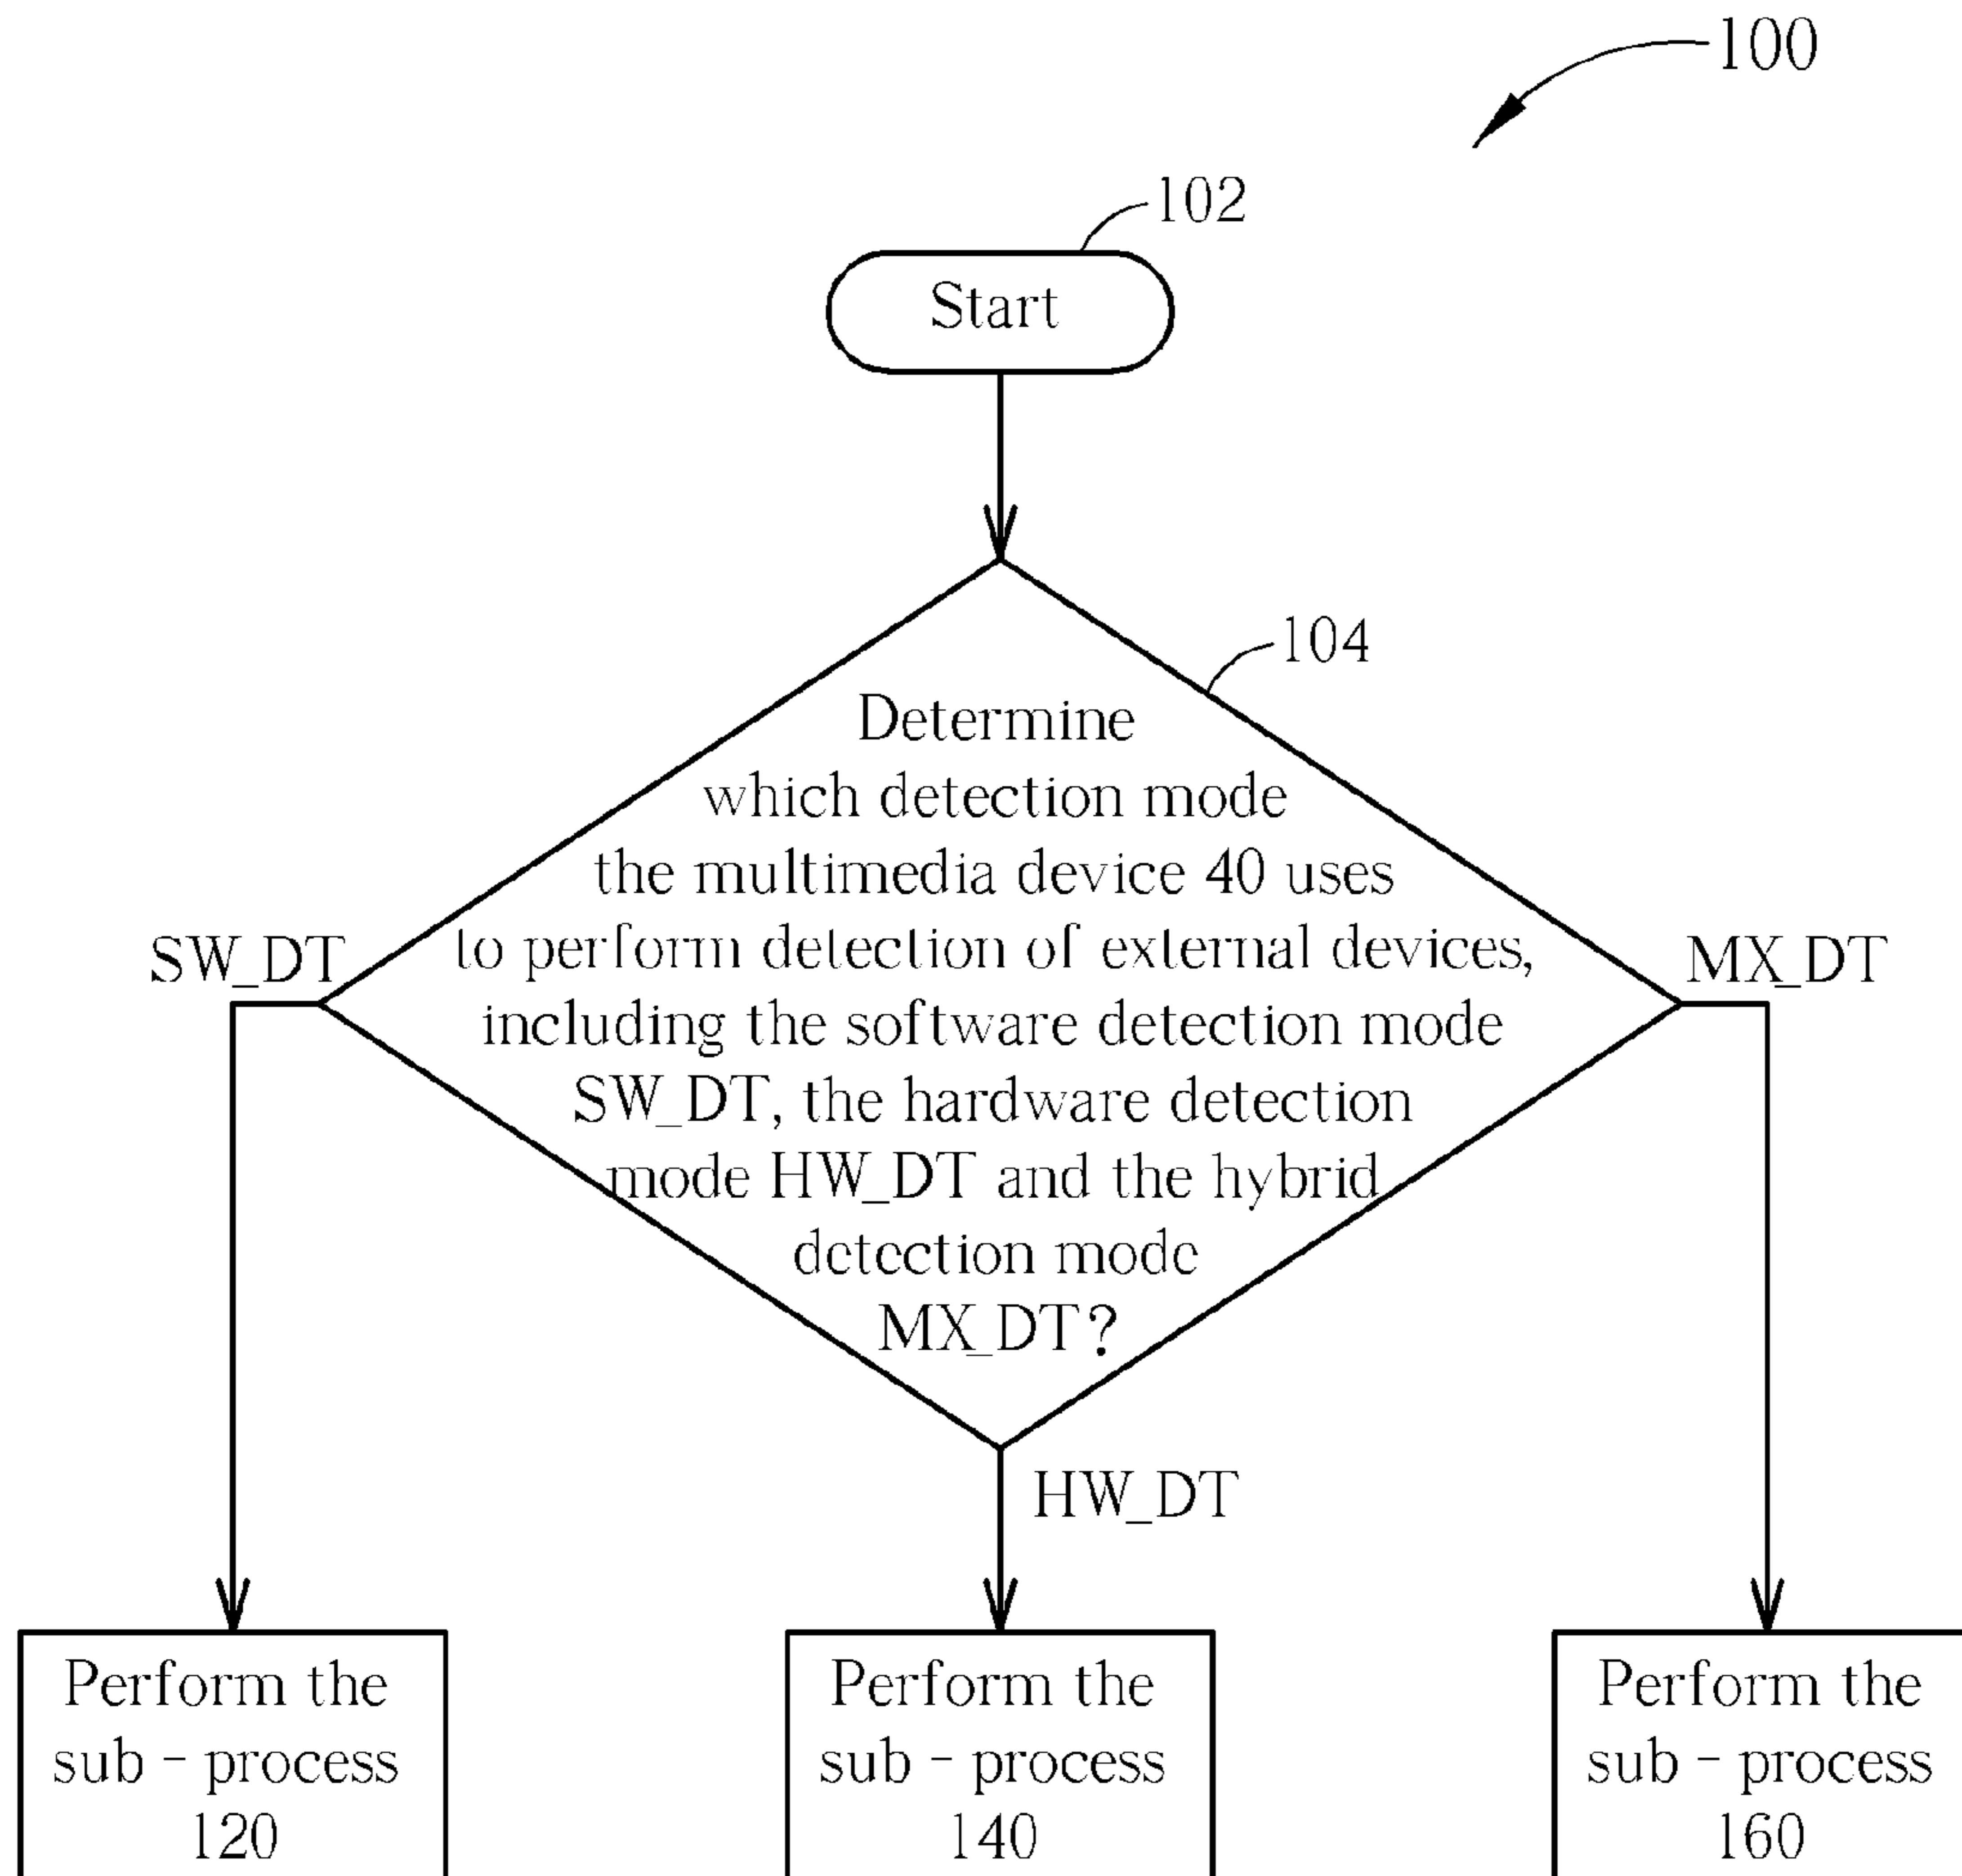 100
102
Start
104
Determine
which detection mode
the multimedia device 40 uses
to perform detection of external devices,
including the software detection mode
SW_DT, the hardware detection
mode HW_DT and the hybrid
detection mode
MX_DT?
SW_DT
MX_DT
HW_DT
Perform the
sub - process
120
Perform the
sub - process
140
Perform the
sub - process
160